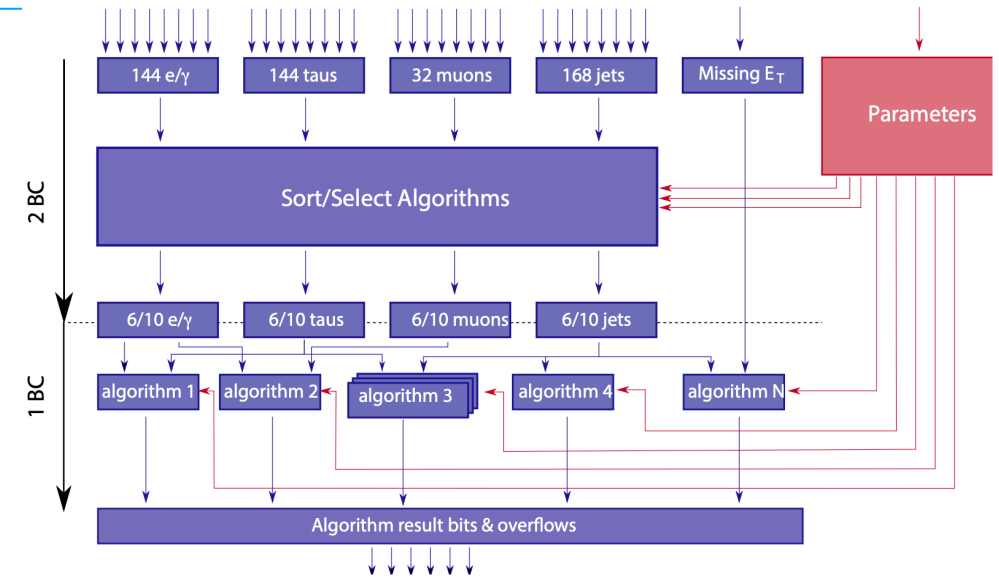 144 e/γ
144 taus
32 muons
168 jets
Missing E_T
Parameters
2 BC
Sort/Select Algorithms
6/10 e/γ
6/10 taus
6/10 muons
6/10 jets
1 BC
algorithm 1
algorithm 2
algorithm 3
algorithm 4
algorithm N
Algorithm result bits & overflows